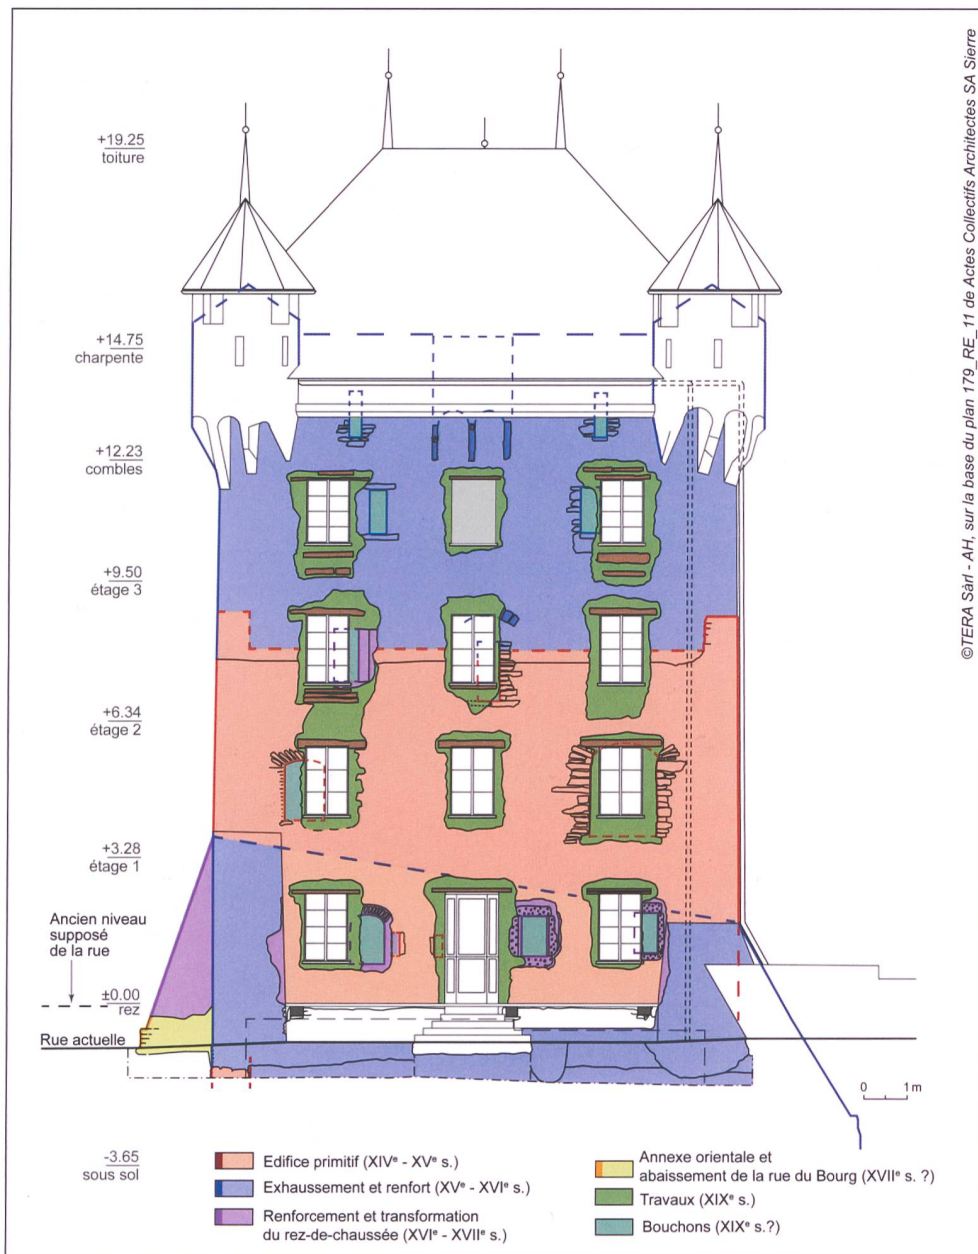 ©TERA Sàrl - AH, sur la base du plan 179_RE_11 de Actes Collectifs Architectes SA Sierre
+19.25
toiture
+14.75
charpente
+12.23
combles
+9.50
étage 3
+6.34
étage 2
+3.28
étage 1
Ancien niveau
supposé
de la rue
±0.00
rez
Rue actuelle
0 1 m
-3.65
sous sol
Edifice primitif (XIVᵉ - XVᵉ s.)
Exhaussement et renfort (XVᵉ - XVIᵉ s.)
Renforcement et transformation
du rez-de-chaussée (XVIᵉ - XVIIᵉ s.)
Annexe orientale et
abaissement de la rue du Bourg (XVIIᵉ s. ?)
Travaux (XIXᵉ s.)
Bouchons (XIXᵉ s.?)